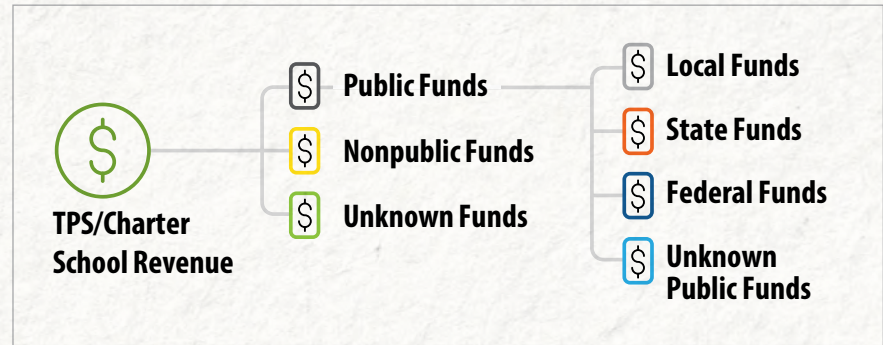 TPS/Charter
School Revenue
$
$ Public Funds
$ Nonpublic Funds
$ Unknown Funds
$ Local Funds
$ State Funds
$ Federal Funds
$ Unknown
Public Funds